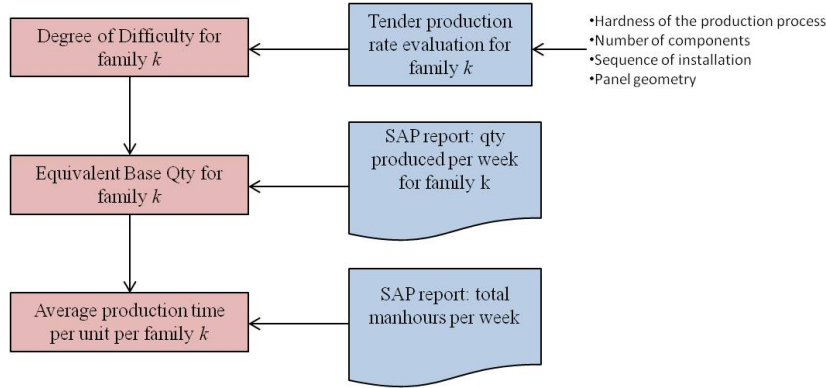 Degree of Difficulty for
family k
Tender production
rate evaluation for
family k
•Hardness of the production process
•Number of components
•Sequence of installation
•Panel geometry
Equivalent Base Qty for
family k
SAP report: qty
produced per week
for family k
Average production time
per unit per family k
SAP report: total
manhours per week